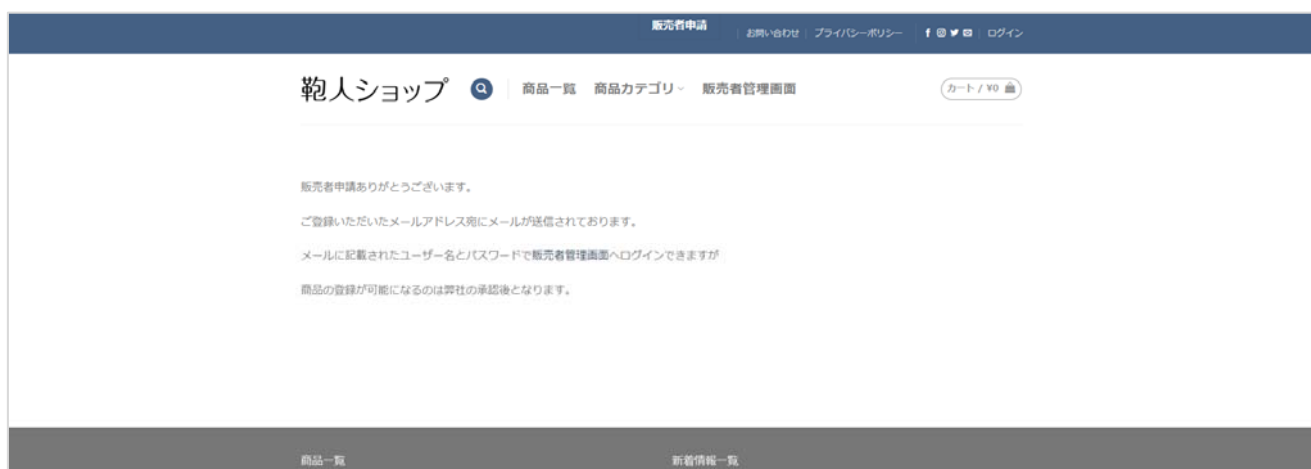 販売者申請
お問い合わせ プライバシーポリシー ログイン
鞄人ショップ 商品一覧 商品カテゴリ 販売者管理画面 カート / ¥0
販売者申請ありがとうございます。
ご登録いただいたメールアドレス宛にメールが送信されております。
メールに記載されたユーザー名とパスワードで販売者管理画面へログインできますが
商品の登録が可能になるのは弊社の承認後となります。
商品一覧 新着情報一覧